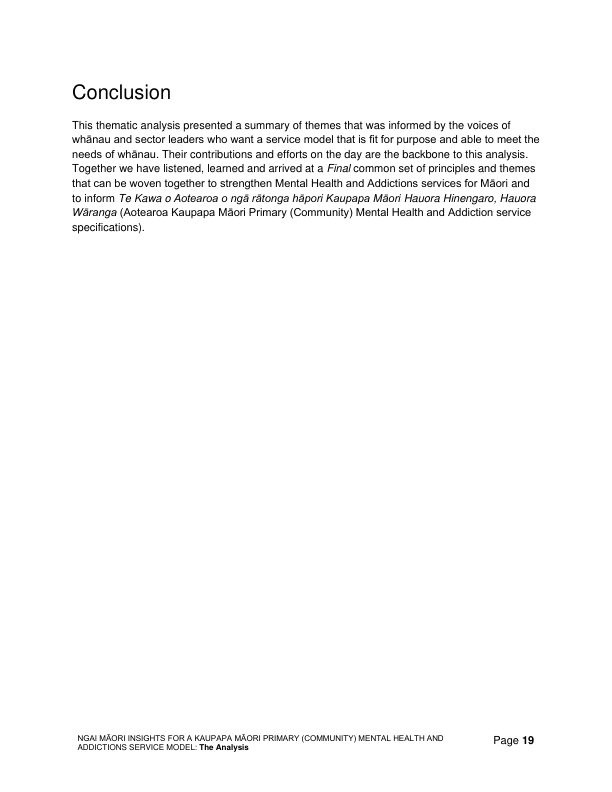 Conclusion
This thematic analysis presented a summary of themes that was informed by the voices of
whānau and sector leaders who want a service model that is fit for purpose and able to meet the
needs of whānau. Their contributions and efforts on the day are the backbone to this analysis.
Together we have listened, learned and arrived at a Final common set of principles and themes
that can be woven together to strengthen Mental Health and Addictions services for Māori and
to inform Te Kawa o Aotearoa o ngā rātonga hāpori Kaupapa Māori Hauora Hinengaro, Hauora
Wāranga (Aotearoa Kaupapa Māori Primary (Community) Mental Health and Addiction service
specifications).
NGAI MĀORI INSIGHTS FOR A KAUPAPA MĀORI PRIMARY (COMMUNITY) MENTAL HEALTH AND
ADDICTIONS SERVICE MODEL: The Analysis
Page 19